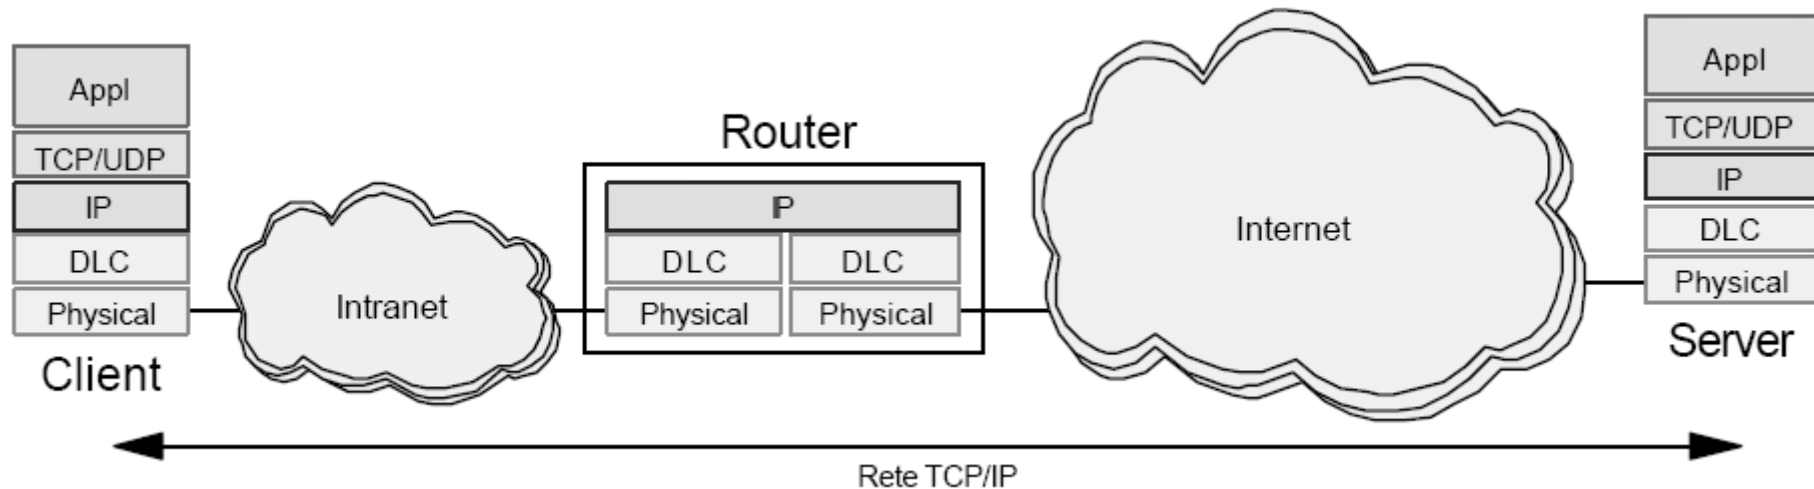 Appl
TCP/UDP
IP
DLC
Physical
Client
Intranet
Router
IP
DLC
DLC
Physical
Physical
Internet
Appl
TCP/UDP
IP
DLC
Physical
Server
Rete TCP/IP